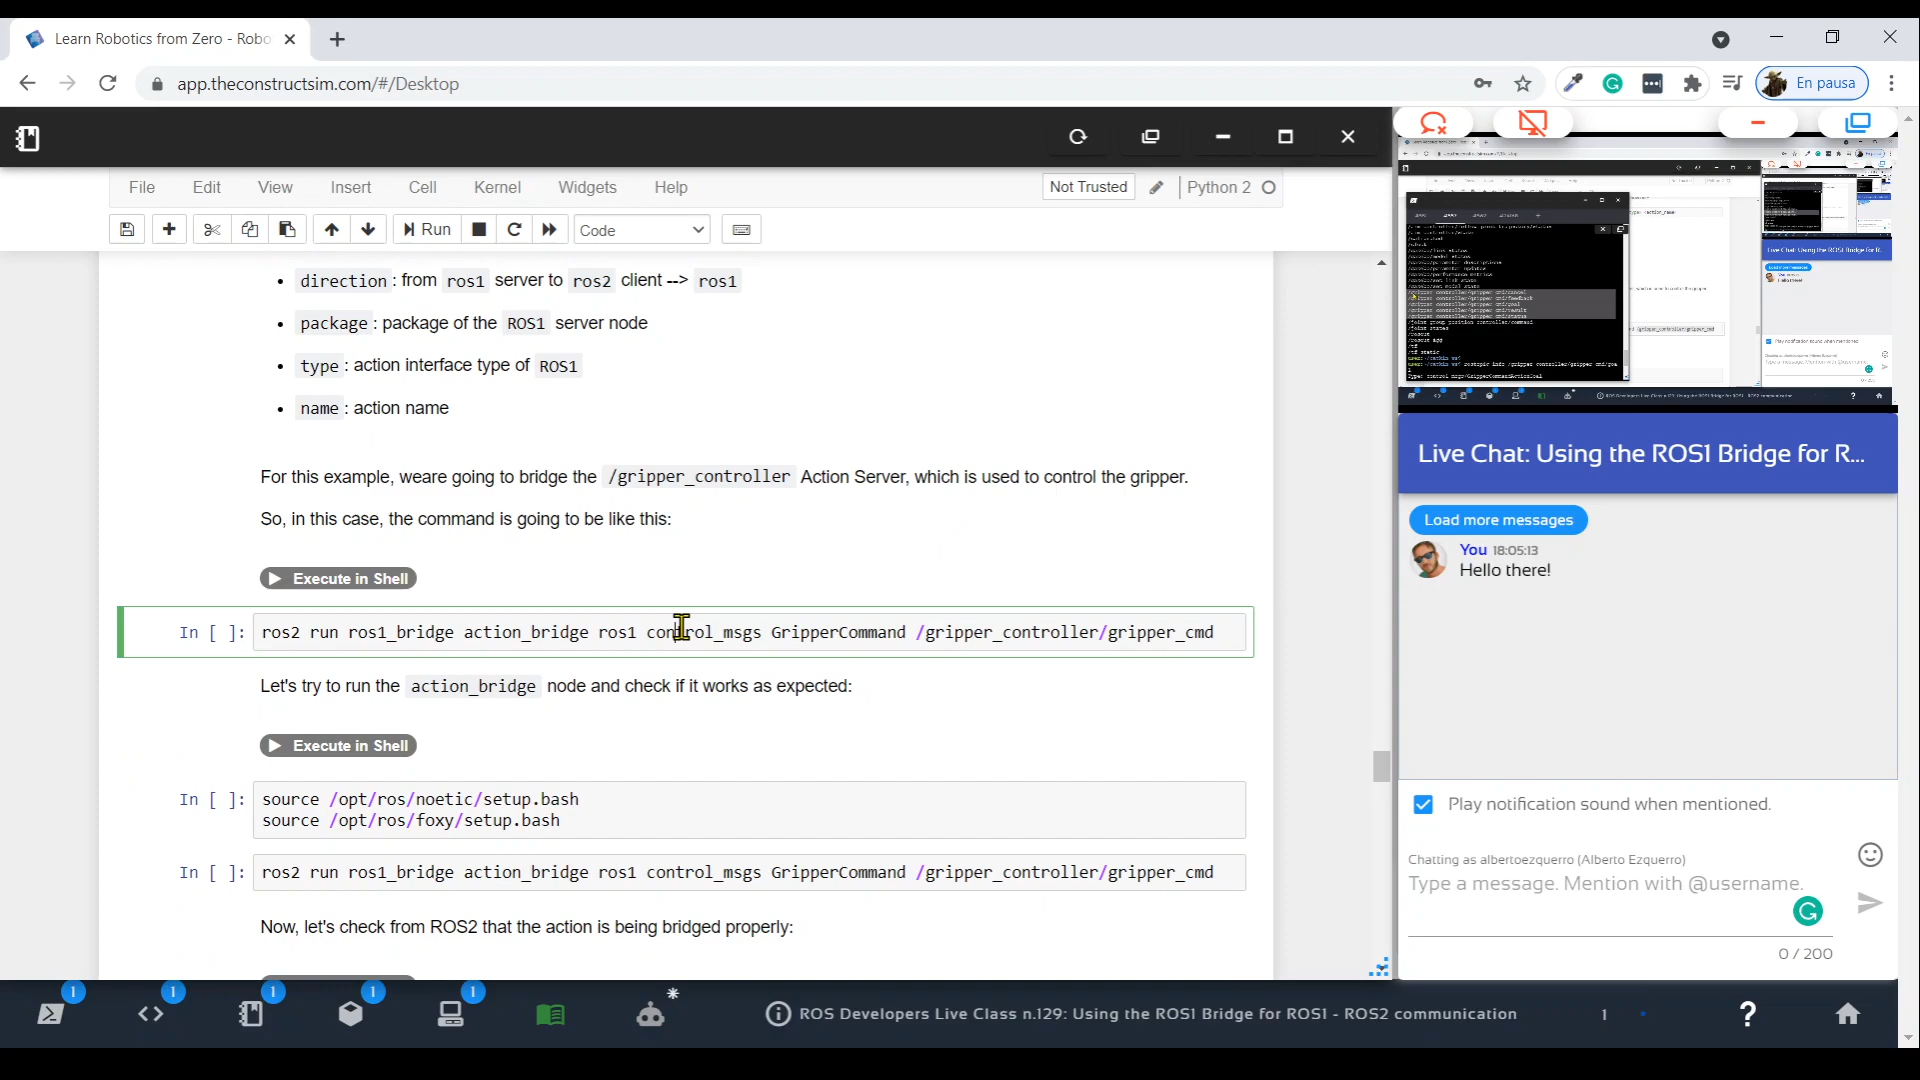 Learn Robotics from Zero - Robo
app.theconstructsim.com/#/Desktop
En pausa
File Edit View Insert Cell Kernel Widgets Help
Not Trusted
Python 2
Run
Code
direction : from ros1 server to ros2 client --> ros1
package : package of the ROS1 server node
type : action interface type of ROS1
name : action name
For this example, weare going to bridge the /gripper_controller Action Server, which is used to control the gripper.
So, in this case, the command is going to be like this:
Execute in Shell
In [ ]: ros2 run ros1_bridge action_bridge ros1 control_msgs GripperCommand /gripper_controller/gripper_cmd
Let's try to run the action_bridge node and check if it works as expected:
Execute in Shell
In [ ]: source /opt/ros/noetic/setup.bash
source /opt/ros/foxy/setup.bash
In [ ]: ros2 run ros1_bridge action_bridge ros1 control_msgs GripperCommand /gripper_controller/gripper_cmd
Now, let's check from ROS2 that the action is being bridged properly:
Live Chat: Using the ROS1 Bridge for R...
Load more messages
You 18:05:13
Hello there!
Play notification sound when mentioned.
Chatting as albertoezquerro (Alberto Ezquerro)
Type a message. Mention with @username.
0 / 200
1
1
1
1
1
ROS Developers Live Class n.129: Using the ROS1 Bridge for ROS1 - ROS2 communication
1
?